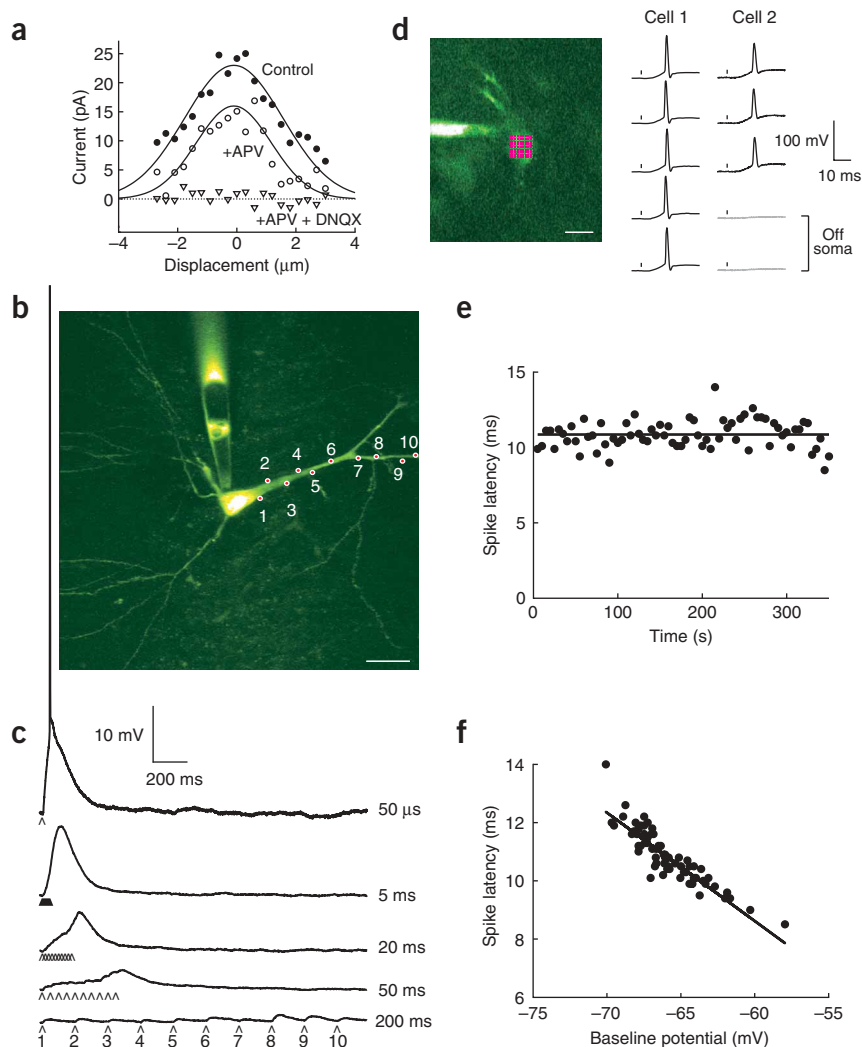 a
25
20
15
10
5
0
Current (pA)
Control
+APV
+APV + DNQX
−4 −2 0 2 4
Displacement (μm)
b
1 2 3 4 5 6 7 8 9 10
c
10 mV
200 ms
50 μs
5 ms
20 ms
50 ms
200 ms
1 2 3 4 5 6 7 8 9 10
d
Cell 1 Cell 2
100 mV
10 ms
Off
soma
e
15
10
5
0
Spike latency (ms)
0 100 200 300
Time (s)
f
14
12
10
8
6
Spike latency (ms)
−75 −70 −65 −60 −55
Baseline potential (mV)